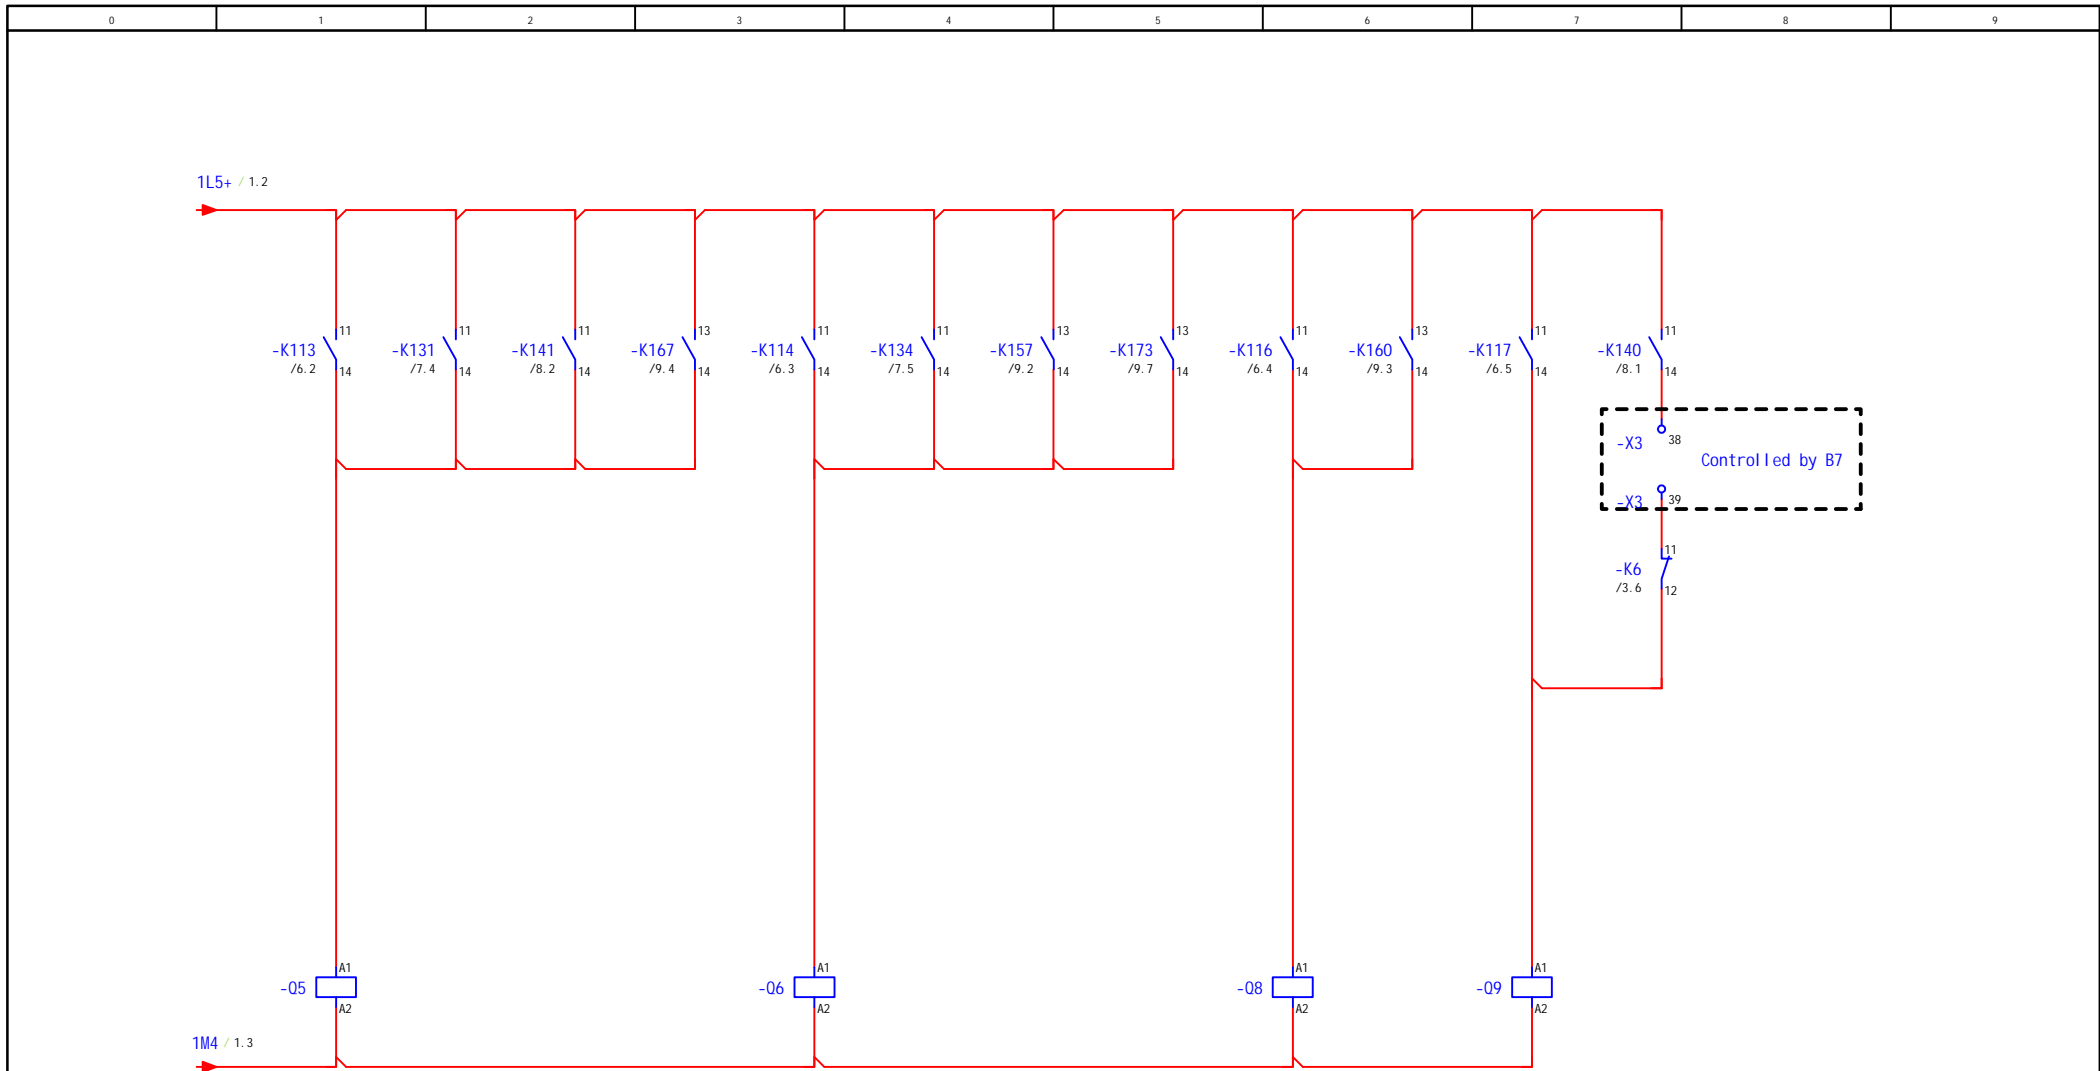 0 1 2 3 4 5 6 7 8 9
1L5+ / 1.2
11 11 11 13 11 11 13 13 11 13 11 11
-K113 -K131 -K141 -K167 -K114 -K134 -K157 -K173 -K116 -K160 -K117 -K140
/6.2 14 /7.4 14 /8.2 14 /9.4 14 /6.3 14 /7.5 14 /9.2 14 /9.7 14 /6.4 14 /9.3 14 /6.5 14 /8.1 14
-X3 38
Controlled by B7
-X3 39
11
-K6
/3.6 12
A1 A1 A1 A1
-Q5 -Q6 -Q8 -Q9
A2 A2 A2 A2
1M4 / 1.3